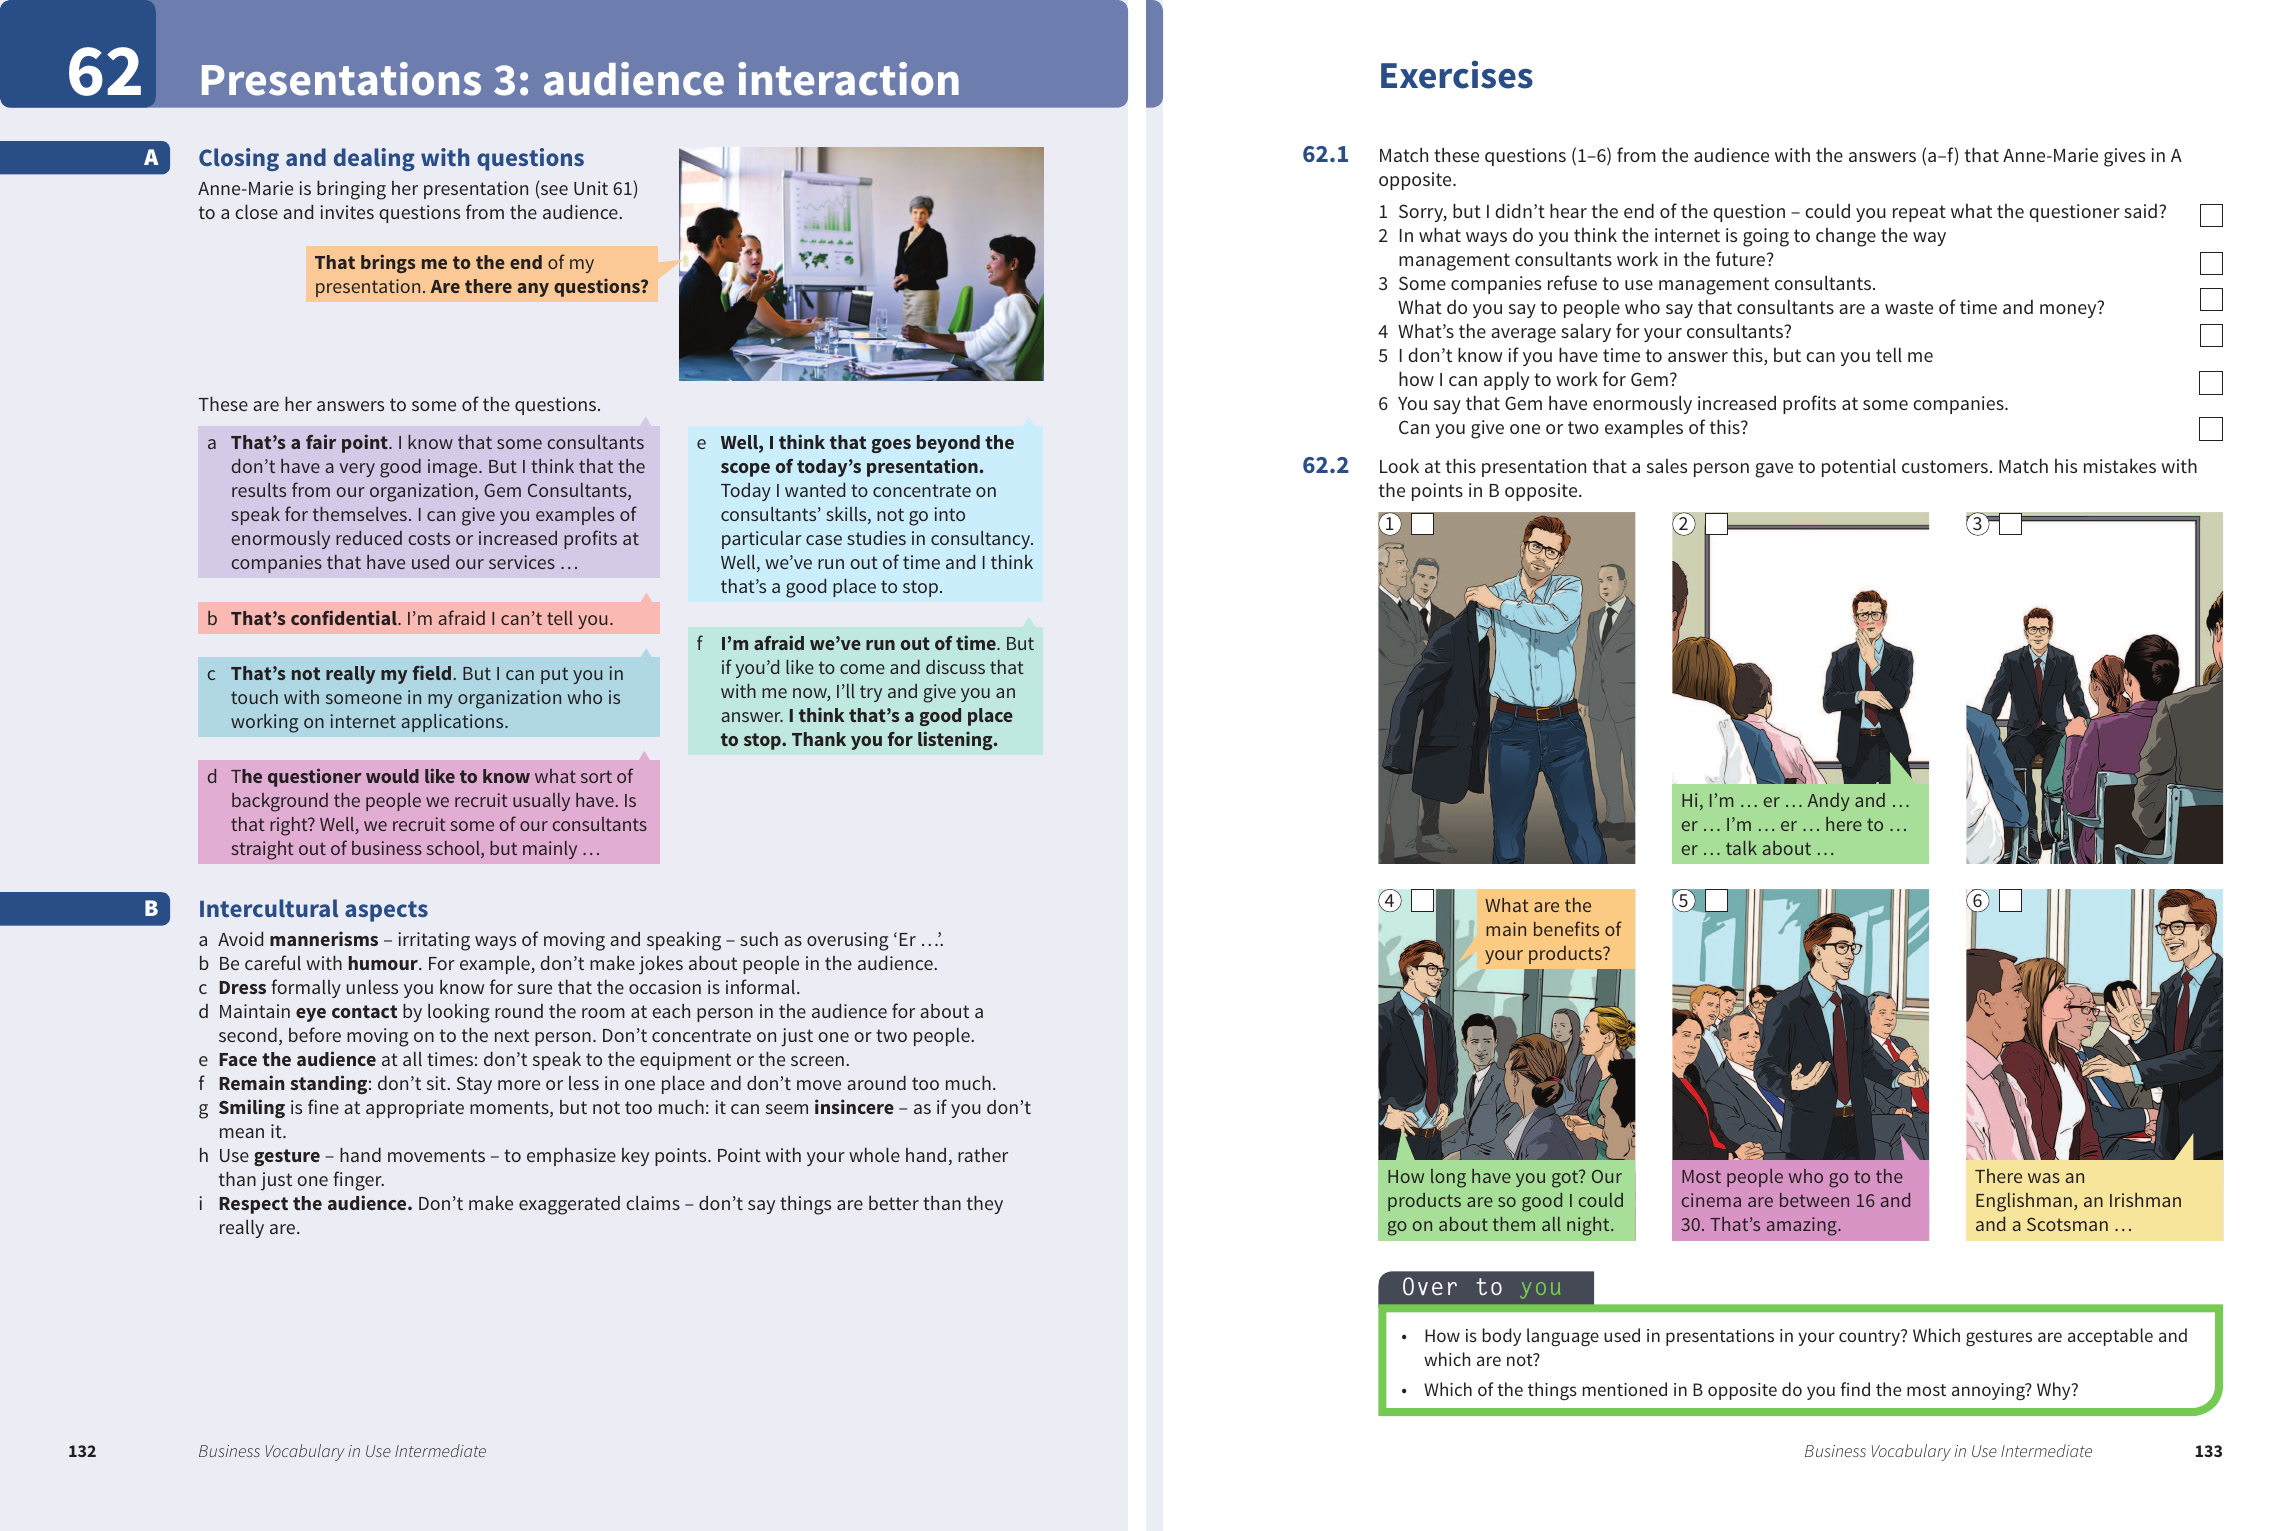 62
Presentations 3: audience interaction
A
Closing and dealing with questions
Anne-Marie is bringing her presentation (see Unit 61)
to a close and invites questions from the audience.
That brings me to the end of my
presentation. Are there any questions?
These are her answers to some of the questions.
a That's a fair point. I know that some consultants
don't have a very good image. But I think that the
results from our organization, Gem Consultants,
speak for themselves. I can give you examples of
enormously reduced costs or increased profits at
companies that have used our services …
b That's confidential. I'm afraid I can't tell you.
c That's not really my field. But I can put you in
touch with someone in my organization who is
working on internet applications.
d The questioner would like to know what sort of
background the people we recruit usually have. Is
that right? Well, we recruit some of our consultants
straight out of business school, but mainly …
e Well, I think that goes beyond the
scope of today's presentation.
Today I wanted to concentrate on
consultants' skills, not go into
particular case studies in consultancy.
Well, we've run out of time and I think
that's a good place to stop.
f I'm afraid we've run out of time. But
if you'd like to come and discuss that
with me now, I'll try and give you an
answer. I think that's a good place
to stop. Thank you for listening.
B
Intercultural aspects
a Avoid mannerisms – irritating ways of moving and speaking – such as overusing 'Er …'.
b Be careful with humour. For example, don't make jokes about people in the audience.
c Dress formally unless you know for sure that the occasion is informal.
d Maintain eye contact by looking round the room at each person in the audience for about a
second, before moving on to the next person. Don't concentrate on just one or two people.
e Face the audience at all times: don't speak to the equipment or the screen.
f Remain standing: don't sit. Stay more or less in one place and don't move around too much.
g Smiling is fine at appropriate moments, but not too much: it can seem insincere – as if you don't
mean it.
h Use gesture – hand movements – to emphasize key points. Point with your whole hand, rather
than just one finger.
i Respect the audience. Don't make exaggerated claims – don't say things are better than they
really are.
132
Business Vocabulary in Use Intermediate
Exercises
62.1
Match these questions (1–6) from the audience with the answers (a–f) that Anne-Marie gives in A
opposite.
1 Sorry, but I didn't hear the end of the question – could you repeat what the questioner said?
2 In what ways do you think the internet is going to change the way
management consultants work in the future?
3 Some companies refuse to use management consultants.
What do you say to people who say that consultants are a waste of time and money?
4 What's the average salary for your consultants?
5 I don't know if you have time to answer this, but can you tell me
how I can apply to work for Gem?
6 You say that Gem have enormously increased profits at some companies.
Can you give one or two examples of this?
62.2
Look at this presentation that a sales person gave to potential customers. Match his mistakes with
the points in B opposite.
1
2
Hi, I'm … er … Andy and …
er … I'm … er … here to …
er … talk about …
3
4
What are the
main benefits of
your products?
How long have you got? Our
products are so good I could
go on about them all night.
5
Most people who go to the
cinema are between 16 and
30. That's amazing.
6
There was an
Englishman, an Irishman
and a Scotsman …
Over to you
• How is body language used in presentations in your country? Which gestures are acceptable and
which are not?
• Which of the things mentioned in B opposite do you find the most annoying? Why?
Business Vocabulary in Use Intermediate
133